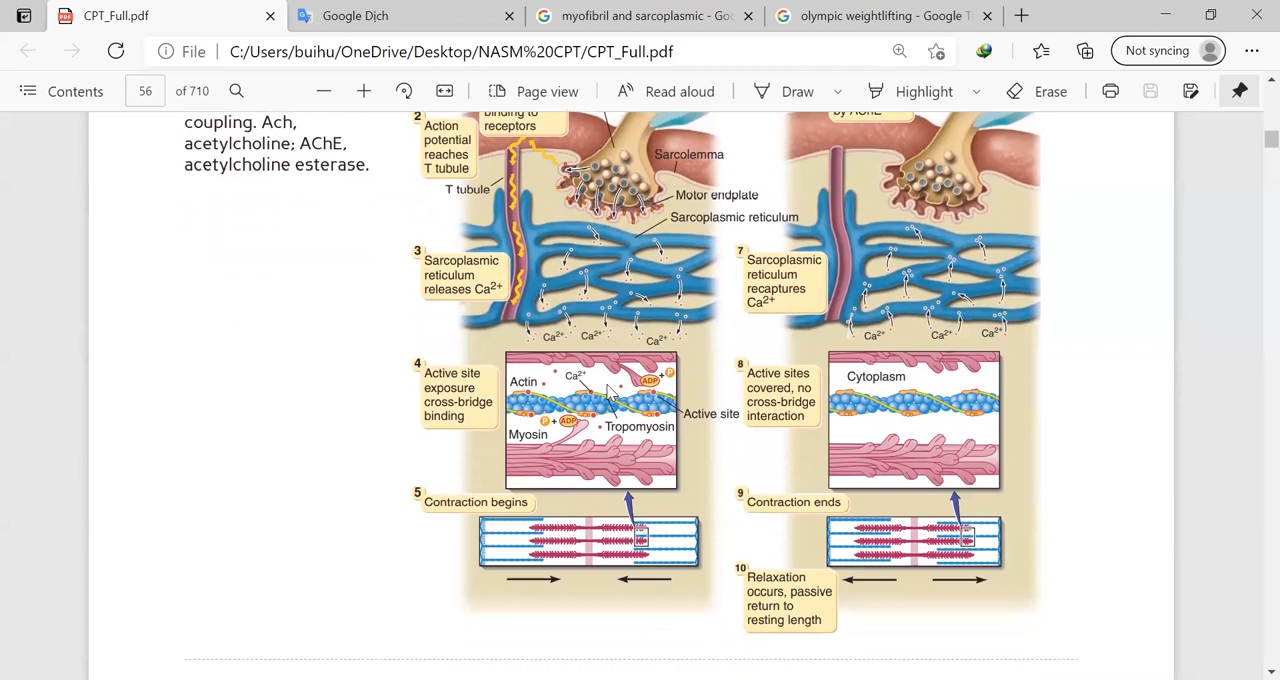 CPT_Full.pdf
Google Dịch
myofibril and sarcoplasmic - Goo
olympic weightlifting - Google T
File
C:/Users/buihu/OneDrive/Desktop/NASM%20CPT/CPT_Full.pdf
Not syncing
Contents
56
of 710
Page view
Read aloud
Draw
Highlight
Erase
coupling. Ach,
acetylcholine; AChE,
acetylcholine esterase.
binding to
receptors
2
Action
potential
reaches
T tubule
T tubule
Sarcolemma
Motor endplate
Sarcoplasmic reticulum
3
Sarcoplasmic
reticulum
releases Ca2+
Ca2+ Ca2+ Ca2+
4
Active site
exposure
cross-bridge
binding
Actin
Ca2+
ADP + P
Active site
P + ADP
Tropomyosin
Myosin
5
Contraction begins
by AChE
7
Sarcoplasmic
reticulum
recaptures
Ca2+
Ca2+ Ca2+ Ca2+
8
Active sites
covered, no
cross-bridge
interaction
Cytoplasm
9
Contraction ends
10
Relaxation
occurs, passive
return to
resting length